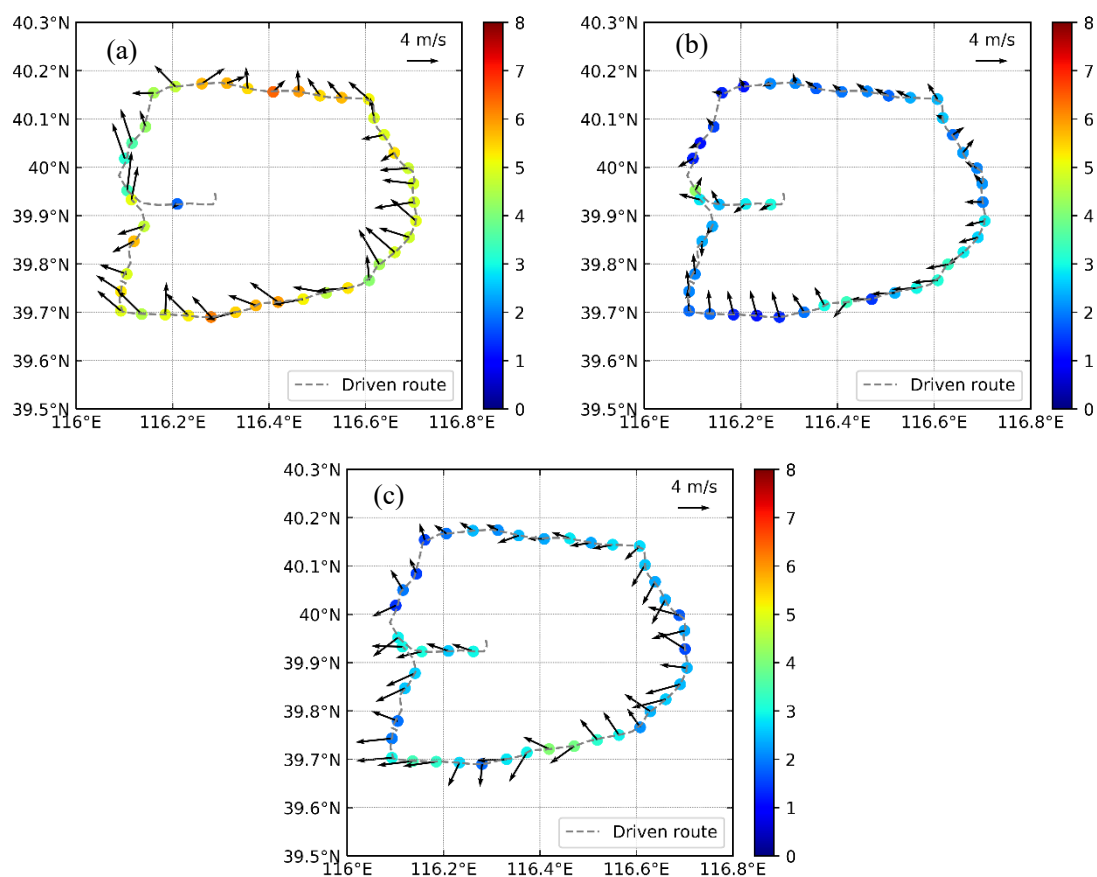 (a)
4 m/s
40.3°N
40.2°N
40.1°N
40°N
39.9°N
39.8°N
39.7°N
39.6°N
39.5°N
116°E
116.2°E
116.4°E
116.6°E
116.8°E
Driven route
8
7
6
5
4
3
2
1
0
(b)
4 m/s
40.3°N
40.2°N
40.1°N
40°N
39.9°N
39.8°N
39.7°N
39.6°N
39.5°N
116°E
116.2°E
116.4°E
116.6°E
116.8°E
Driven route
8
7
6
5
4
3
2
1
0
(c)
4 m/s
40.3°N
40.2°N
40.1°N
40°N
39.9°N
39.8°N
39.7°N
39.6°N
39.5°N
116°E
116.2°E
116.4°E
116.6°E
116.8°E
Driven route
8
7
6
5
4
3
2
1
0